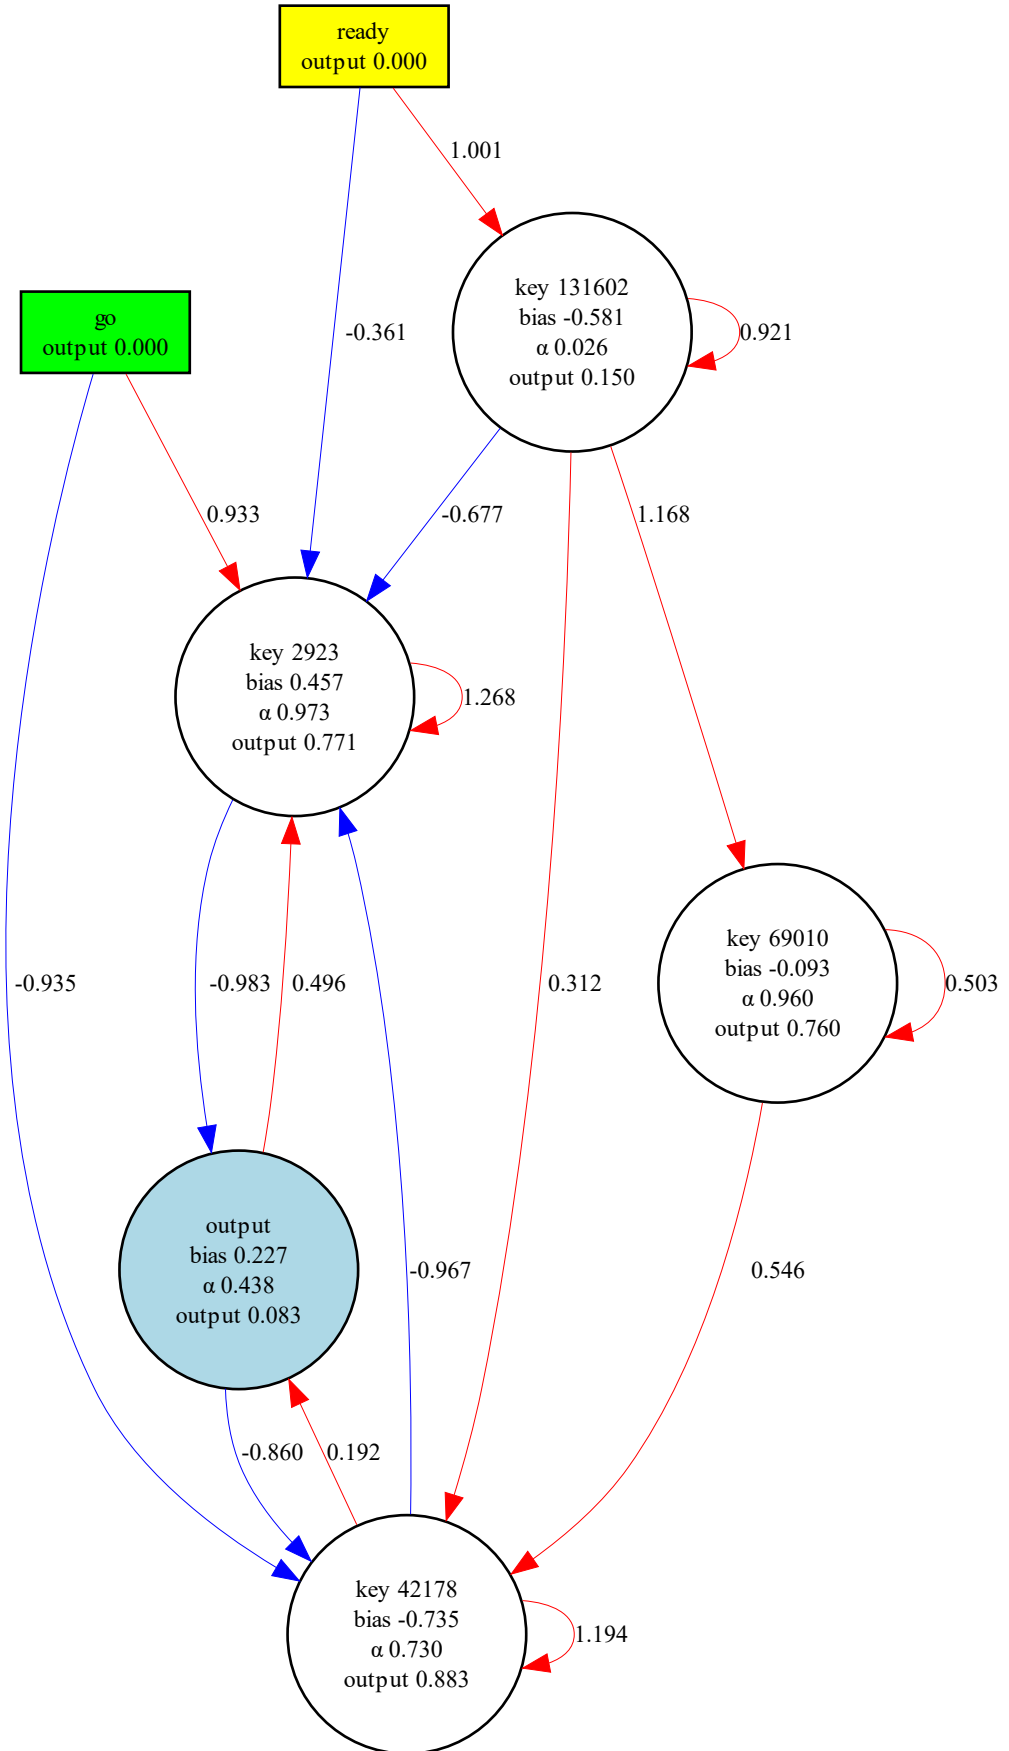 ready
output 0.000
1.001
key 131602
bias -0.581
α 0.026
output 0.150
0.921
-0.361
go
output 0.000
0.933
-0.677
1.168
key 2923
bias 0.457
α 0.973
output 0.771
1.268
key 69010
bias -0.093
α 0.960
output 0.760
0.503
-0.935
-0.983
0.496
0.312
output
bias 0.227
α 0.438
output 0.083
-0.967
0.546
-0.860
0.192
key 42178
bias -0.735
α 0.730
output 0.883
1.194